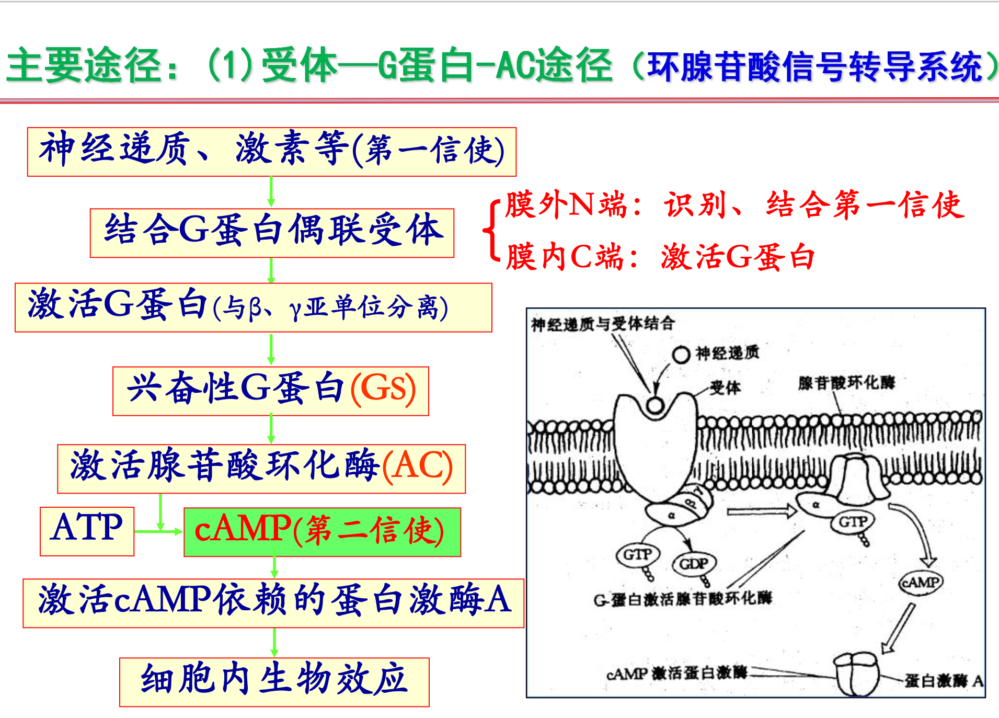 主要途径：(1)受体—G蛋白-AC途径（环腺苷酸信号转导系统）
神经递质、激素等(第一信使)
结合G蛋白偶联受体
膜外N端：识别、结合第一信使
膜内C端：激活G蛋白
激活G蛋白(与β、γ亚单位分离)
兴奋性G蛋白(Gs)
激活腺苷酸环化酶(AC)
ATP
cAMP(第二信使)
激活cAMP依赖的蛋白激酶A
细胞内生物效应
神经递质与受体结合
神经递质
受体
腺苷酸环化酶
α
β
γ
α
GTP
GTP
GDP
cAMP
G-蛋白激活腺苷酸环化酶
cAMP 激活蛋白激酶
蛋白激酶 A